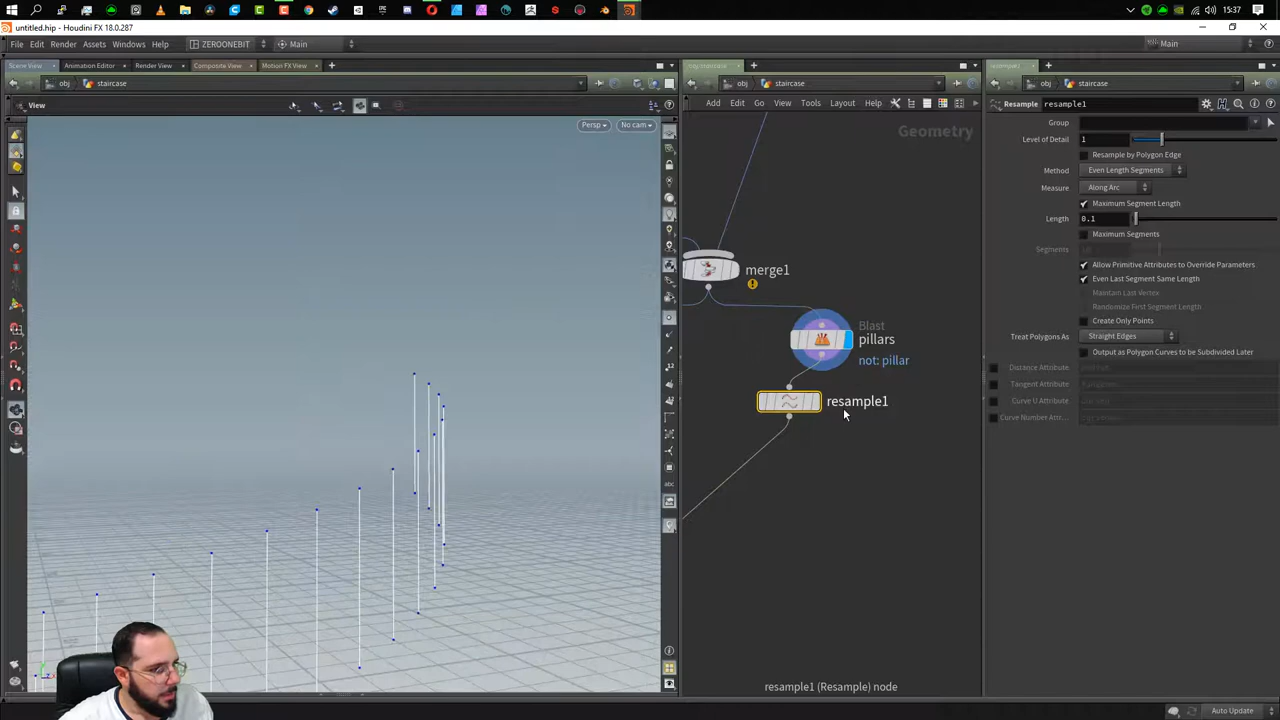 15:37
untitled.hip - Houdini FX 18.0.287
File Edit Render Assets Windows Help ZEROONEBIT Main Main
Scene View Animation Editor Render View Composite View Motion FX View
obj staircase
obj staircase
obj staircase
View
Add Edit Go View Tools Layout Help
Resample resample1
Persp No cam
Geometry
Group
Level of Detail 1
Resample by Polygon Edge
Method Even Length Segments
Measure Along Arc
Maximum Segment Length
Length 0.1
Maximum Segments
Segments
Allow Primitive Attributes to Override Parameters
Even Last Segment Same Length
Maintain Last Vertex
Randomize First Segment Length
Create Only Points
Treat Polygons As Straight Edges
Output as Polygon Curves to be Subdivided Later
Distance Attribute
Tangent Attribute
Curve U Attribute
Curve Number Attr...
merge1
Blast
pillars
not: pillar
resample1
abc
resample1 (Resample) node
Auto Update